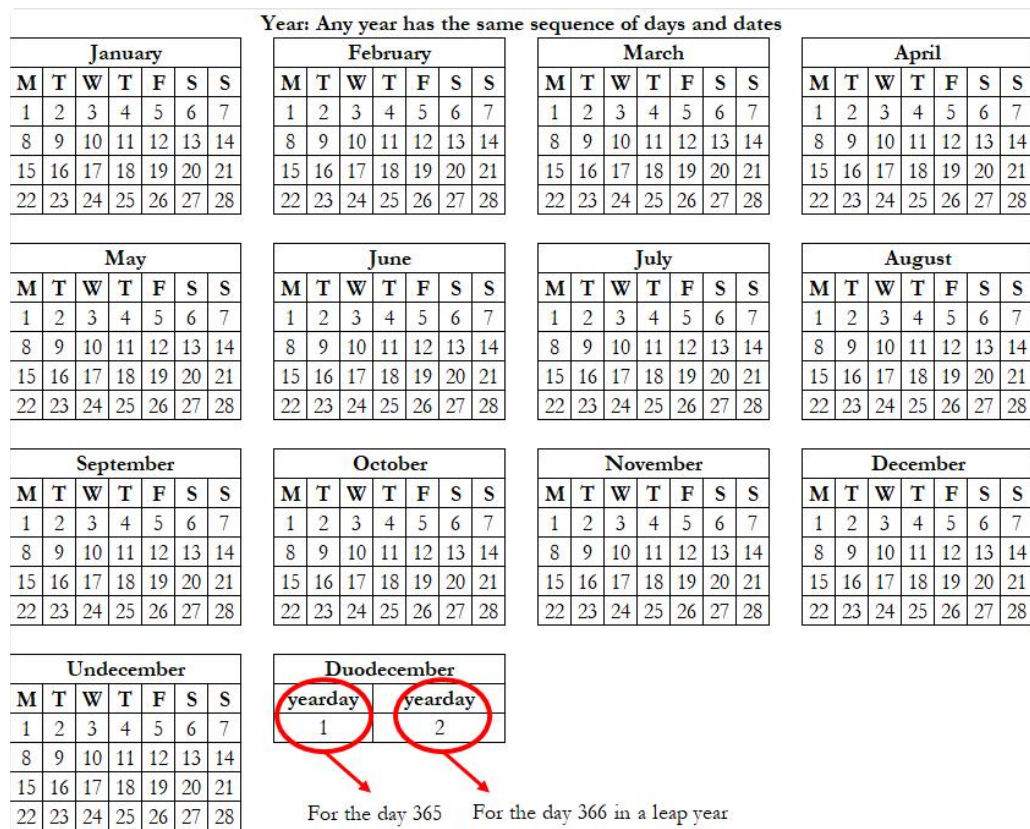 Year: Any year has the same sequence of days and dates
January February March April
M T W T F S S M T W T F S S M T W T F S S M T W T F S S
1 2 3 4 5 6 7 1 2 3 4 5 6 7 1 2 3 4 5 6 7 1 2 3 4 5 6 7
8 9 10 11 12 13 14 8 9 10 11 12 13 14 8 9 10 11 12 13 14 8 9 10 11 12 13 14
15 16 17 18 19 20 21 15 16 17 18 19 20 21 15 16 17 18 19 20 21 15 16 17 18 19 20 21
22 23 24 25 26 27 28 22 23 24 25 26 27 28 22 23 24 25 26 27 28 22 23 24 25 26 27 28
May June July August
M T W T F S S M T W T F S S M T W T F S S M T W T F S S
1 2 3 4 5 6 7 1 2 3 4 5 6 7 1 2 3 4 5 6 7 1 2 3 4 5 6 7
8 9 10 11 12 13 14 8 9 10 11 12 13 14 8 9 10 11 12 13 14 8 9 10 11 12 13 14
15 16 17 18 19 20 21 15 16 17 18 19 20 21 15 16 17 18 19 20 21 15 16 17 18 19 20 21
22 23 24 25 26 27 28 22 23 24 25 26 27 28 22 23 24 25 26 27 28 22 23 24 25 26 27 28
September October November December
M T W T F S S M T W T F S S M T W T F S S M T W T F S S
1 2 3 4 5 6 7 1 2 3 4 5 6 7 1 2 3 4 5 6 7 1 2 3 4 5 6 7
8 9 10 11 12 13 14 8 9 10 11 12 13 14 8 9 10 11 12 13 14 8 9 10 11 12 13 14
15 16 17 18 19 20 21 15 16 17 18 19 20 21 15 16 17 18 19 20 21 15 16 17 18 19 20 21
22 23 24 25 26 27 28 22 23 24 25 26 27 28 22 23 24 25 26 27 28 22 23 24 25 26 27 28
Undecember Duodecember
M T W T F S S yearday yearday
1 2 3 4 5 6 7 1 2
8 9 10 11 12 13 14
15 16 17 18 19 20 21
22 23 24 25 26 27 28 For the day 365 For the day 366 in a leap year